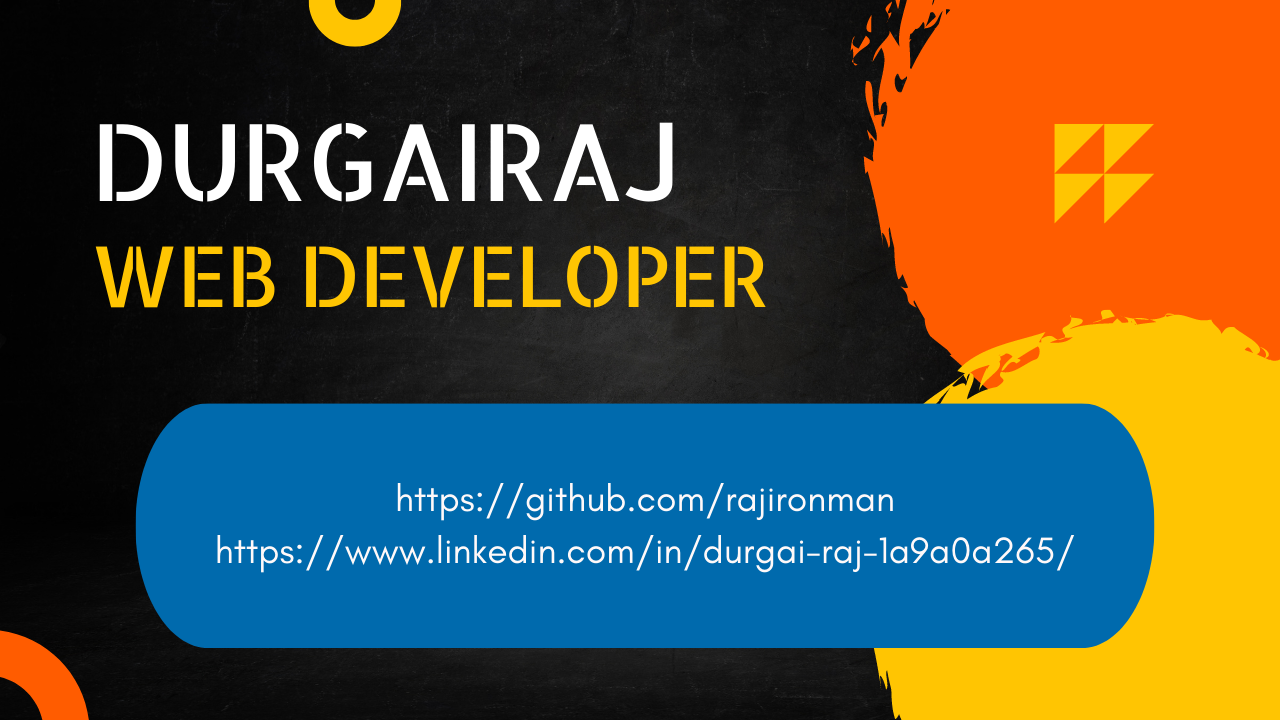 DURGAIRAJ
WEB DEVELOPER
https://github.com/rajironman
https://www.linkedin.com/in/durgai-raj-1a9a0a265/